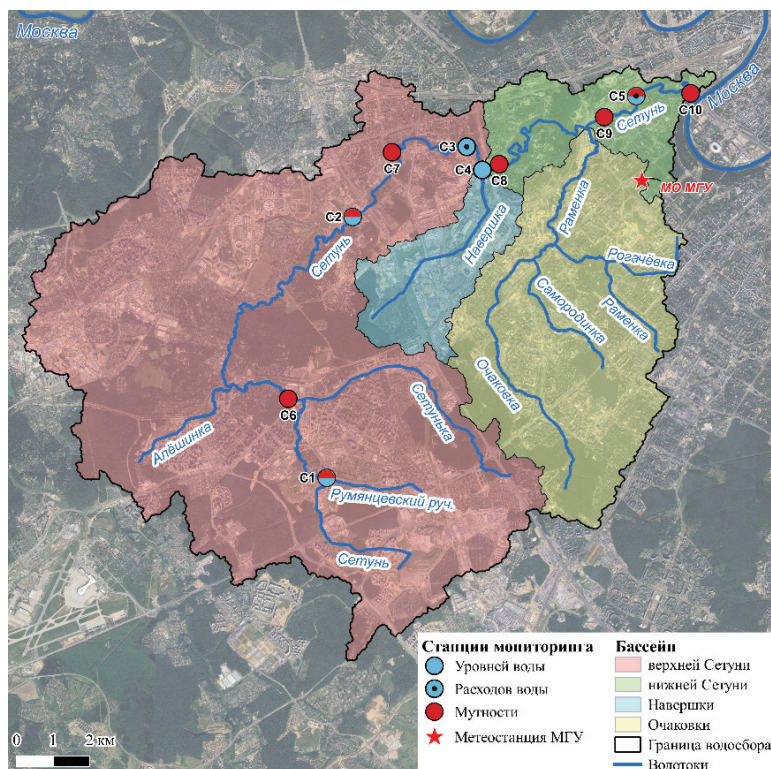 Москва
С5
С10
Москва
С9
Сетунь
С3
С7
С4
С8
МО МГУ
Раменка
С2
Навершка
Рогачёвка
Сетунь
Самородинка
Раменка
Очаковка
Сетунька
С6
Алёшинка
С1
Румянцевский руч.
Сетунь
Станции мониторинга
Уровней воды
Расходов воды
Мутности
Метеостанция МГУ
Бассейн
верхней Сетуни
нижней Сетуни
Навершки
Очаковки
Граница водосбора
Водотоки
0 1 2 км